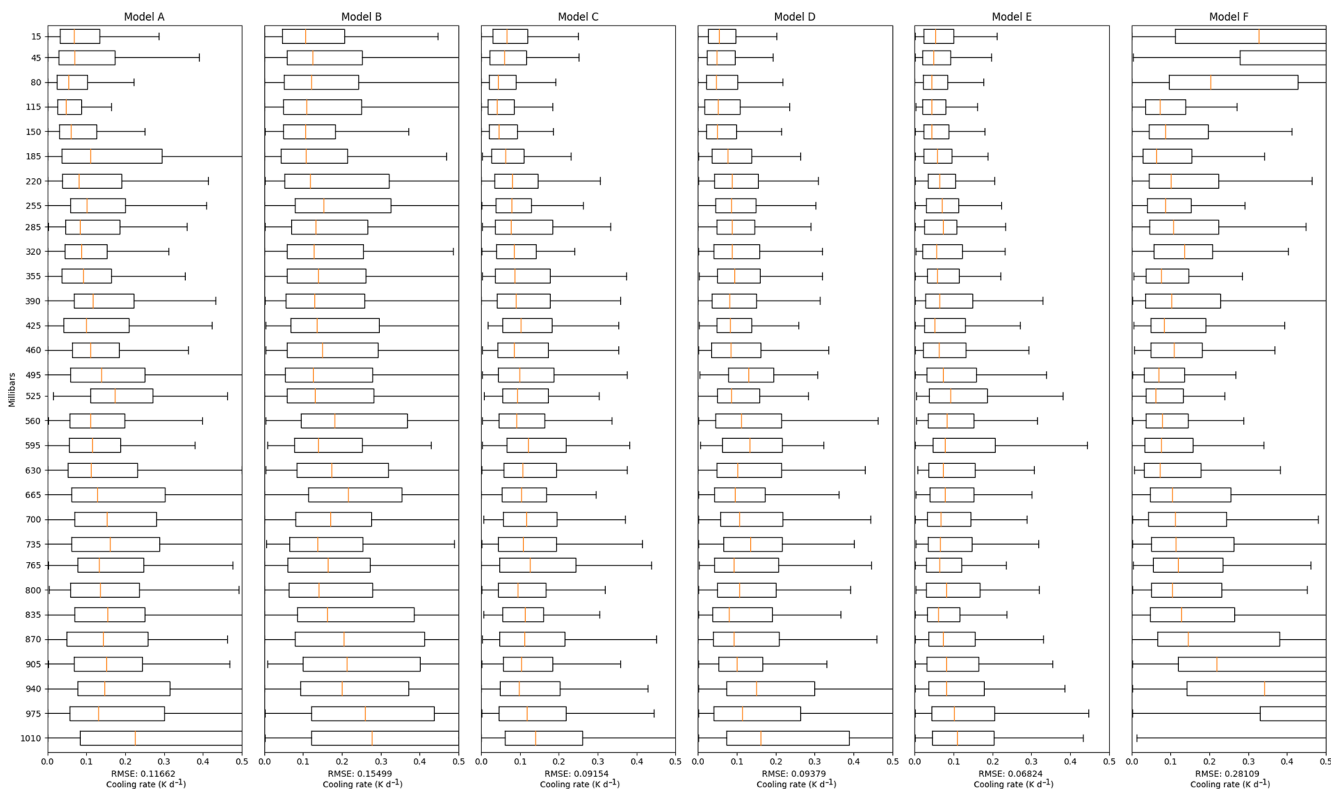 Model A
Model B
Model C
Model D
Model E
Model F
Millibars
15
45
80
115
150
185
220
255
285
320
355
390
425
460
495
525
560
595
630
665
700
735
765
800
835
870
905
940
975
1010
0.0 0.1 0.2 0.3 0.4 0.5
RMSE: 0.11662
Cooling rate (K d⁻¹)
0.0 0.1 0.2 0.3 0.4 0.5
RMSE: 0.15499
Cooling rate (K d⁻¹)
0.0 0.1 0.2 0.3 0.4 0.5
RMSE: 0.09154
Cooling rate (K d⁻¹)
0.0 0.1 0.2 0.3 0.4 0.5
RMSE: 0.09379
Cooling rate (K d⁻¹)
0.0 0.1 0.2 0.3 0.4 0.5
RMSE: 0.06824
Cooling rate (K d⁻¹)
0.0 0.1 0.2 0.3 0.4 0.5
RMSE: 0.28109
Cooling rate (K d⁻¹)